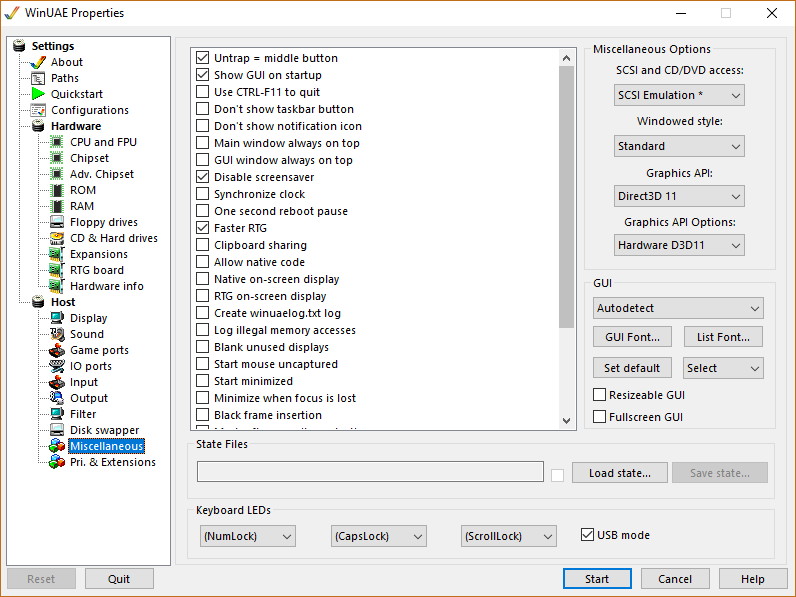 WinUAE Properties
Settings
About
Paths
Quickstart
Configurations
Hardware
CPU and FPU
Chipset
Adv. Chipset
ROM
RAM
Floppy drives
CD & Hard drives
Expansions
RTG board
Hardware info
Host
Display
Sound
Game ports
IO ports
Input
Output
Filter
Disk swapper
Miscellaneous
Pri. & Extensions
Untrap = middle button
Show GUI on startup
Use CTRL-F11 to quit
Don't show taskbar button
Don't show notification icon
Main window always on top
GUI window always on top
Disable screensaver
Synchronize clock
One second reboot pause
Faster RTG
Clipboard sharing
Allow native code
Native on-screen display
RTG on-screen display
Create winuaelog.txt log
Log illegal memory accesses
Blank unused displays
Start mouse uncaptured
Start minimized
Minimize when focus is lost
Black frame insertion
Miscellaneous Options
SCSI and CD/DVD access:
SCSI Emulation *
Windowed style:
Standard
Graphics API:
Direct3D 11
Graphics API Options:
Hardware D3D11
GUI
Autodetect
GUI Font... List Font...
Set default Select
Resizeable GUI
Fullscreen GUI
State Files
Load state... Save state...
Keyboard LEDs
(NumLock) (CapsLock) (ScrollLock) USB mode
Reset Quit Start Cancel Help